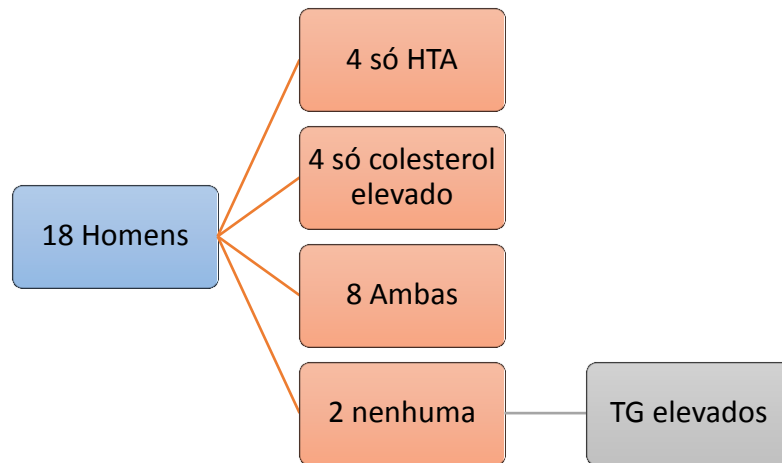 4 só HTA
4 só colesterol
elevado
18 Homens
8 Ambas
2 nenhuma
TG elevados